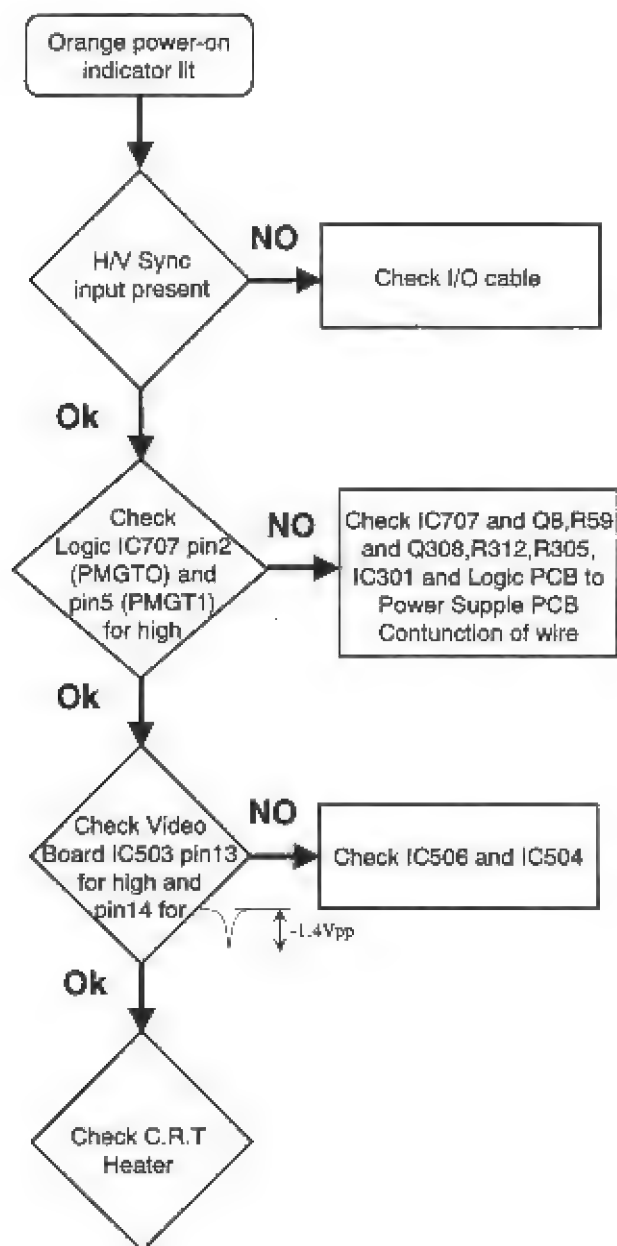 Orange power-on
indicator lit
H/V Sync
input present
NO
Check I/O cable
Ok
Check
Logic IC707 pin2
(PMGTO) and
pin5 (PMGT1)
for high
NO
Check IC707 and Q8,R59
and Q308,R312,R305,
IC301 and Logic PCB to
Power Supple PCB
Contunction of wire
Ok
Check Video
Board IC503 pin13
for high and
pin14 for
-1.4Vpp
NO
Check IC506 and IC504
Ok
Check C.R.T
Heater